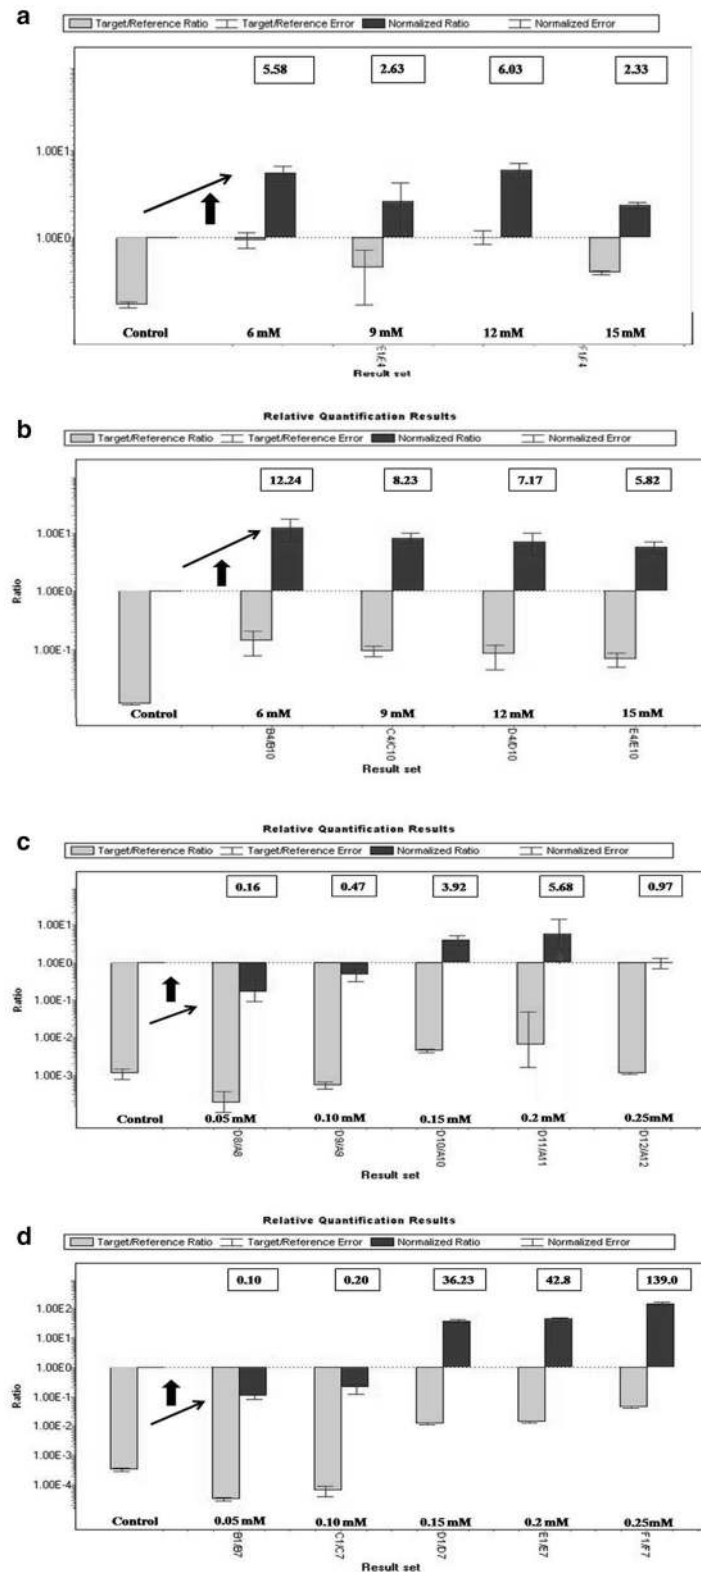 a
Target/Reference Ratio Target/Reference Error Normalized Ratio Normalized Error
5.58 2.63 6.03 2.33
1.00E1
1.00E0
Control 6 mM 9 mM 12 mM 15 mM
E1/E4 F1/F4
Result set
Relative Quantification Results
b
Target/Reference Ratio Target/Reference Error Normalized Ratio Normalized Error
12.24 8.23 7.17 5.82
1.00E1
1.00E0
1.00E-1
Ratio
Control 6 mM 9 mM 12 mM 15 mM
B4/B10 C4/C10 D4/D10 E4/E10
Result set
Relative Quantification Results
c
Target/Reference Ratio Target/Reference Error Normalized Ratio Normalized Error
0.16 0.47 3.92 5.68 0.97
1.00E1
1.00E0
1.00E-1
1.00E-2
1.00E-3
Ratio
Control 0.05 mM 0.10 mM 0.15 mM 0.2 mM 0.25mM
D8/A8 D9/A9 D10/A10 D11/A11 D12/A12
Result set
Relative Quantification Results
d
Target/Reference Ratio Target/Reference Error Normalized Ratio Normalized Error
0.10 0.20 36.23 42.8 139.0
1.00E2
1.00E1
1.00E0
1.00E-1
1.00E-2
1.00E-3
1.00E-4
Ratio
Control 0.05 mM 0.10 mM 0.15 mM 0.2 mM 0.25mM
B1/B7 C1/C7 D1/D7 E1/E7 F1/F7
Result set